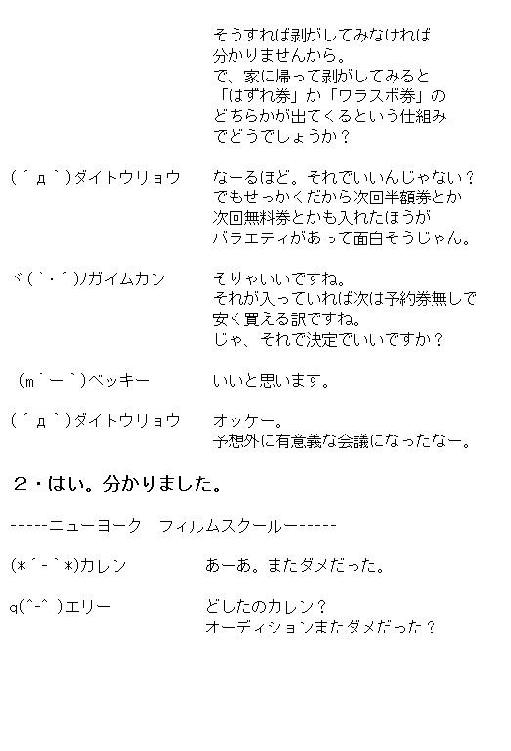 そうすれば剥がしてみなければ
分かりませんから。
で、家に帰って剥がしてみると
「はずれ券」か「ワラスボ券」の
どちらかが出てくるという仕組み
でどうでしょうか？
(´д｀)ダイトウリョウ　なーるほど。それでいいんじゃない？
でもせっかくだから次回半額券とか
次回無料券とかも入れたほうが
バラエティがあって面白そうじゃん。
ヾ(｀･´)ﾉガイムカン　そりゃいいですね。
それが入っていれば次は予約券無しで
安く買える訳ですね。
じゃ、それで決定でいいですか？
(m´ー｀)ベッキー　いいと思います。
(´д｀)ダイトウリョウ　オッケー。
予想外に有意義な会議になったなー。
２・はい。分かりました。
-----ニューヨーク　フィルムスクールー-----
(*´-｀*)カレン　あーあ。またダメだった。
q(^-^ )エリー　どしたのカレン？
オーディションまたダメだった？